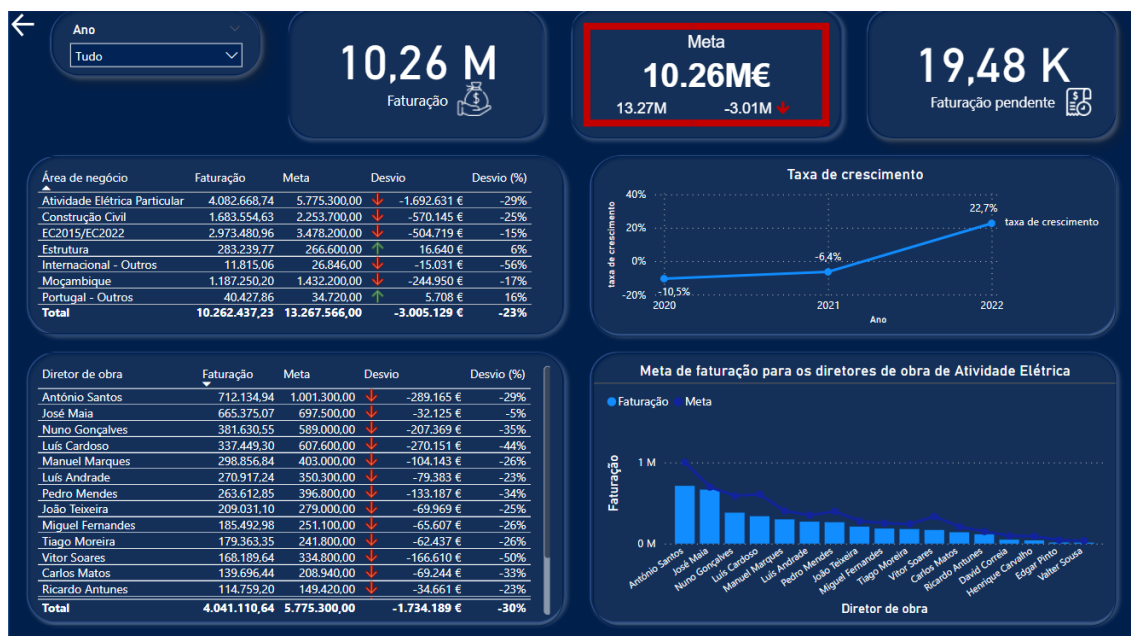 Ano
Tudo
10,26 M
Faturação
Meta
10.26M€
13.27M -3.01M
19,48 K
Faturação pendente
Área de negócio Faturação Meta Desvio Desvio (%)
Atividade Elétrica Particular 4.082.668,74 5.775.300,00 -1.692.631 € -29%
Construção Civil 1.683.554,63 2.253.700,00 -570.145 € -25%
EC2015/EC2022 2.973.480,96 3.478.200,00 -504.719 € -15%
Estrutura 283.239,77 266.600,00 16.640 € 6%
Internacional - Outros 11.815,06 26.846,00 -15.031 € -56%
Moçambique 1.187.250,20 1.432.200,00 -244.950 € -17%
Portugal - Outros 40.427,86 34.720,00 5.708 € 16%
Total 10.262.437,23 13.267.566,00 -3.005.129 € -23%
Taxa de crescimento
taxa de crescimento
40%
20%
0%
-20%
-10,5%
-6,4%
22,7%
taxa de crescimento
2020 2021 2022
Ano
Diretor de obra Faturação Meta Desvio Desvio (%)
António Santos 712.134,94 1.001.300,00 -289.165 € -29%
José Maia 665.375,07 697.500,00 -32.125 € -5%
Nuno Gonçalves 381.630,55 589.000,00 -207.369 € -35%
Luís Cardoso 337.449,30 607.600,00 -270.151 € -44%
Manuel Marques 298.856,84 403.000,00 -104.143 € -26%
Luís Andrade 270.917,24 350.300,00 -79.383 € -23%
Pedro Mendes 263.612,85 396.800,00 -133.187 € -34%
João Teixeira 209.031,10 279.000,00 -69.969 € -25%
Miguel Fernandes 185.492,98 251.100,00 -65.607 € -26%
Tiago Moreira 179.363,35 241.800,00 -62.437 € -26%
Vitor Soares 168.189,64 334.800,00 -166.610 € -50%
Carlos Matos 139.696,44 208.940,00 -69.244 € -33%
Ricardo Antunes 114.759,20 149.420,00 -34.661 € -23%
Total 4.041.110,64 5.775.300,00 -1.734.189 € -30%
Meta de faturação para os diretores de obra de Atividade Elétrica
Faturação Meta
Faturação
1 M
0 M
António Santos
José Maia
Nuno Gonçalves
Luís Cardoso
Manuel Marques
Luís Andrade
Pedro Mendes
João Teixeira
Miguel Fernandes
Tiago Moreira
Vitor Soares
Carlos Matos
Ricardo Antunes
David Correia
Henrique Carvalho
Edgar Pinto
Valter Sousa
Diretor de obra